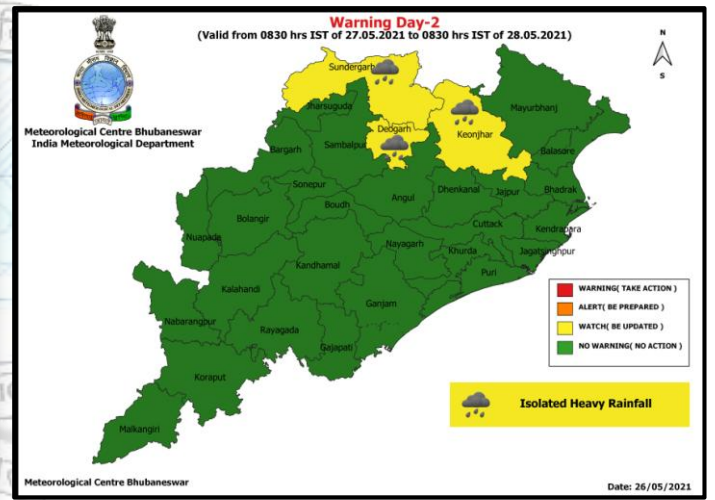 Warning Day-2
(Valid from 0830 hrs IST of 27.05.2021 to 0830 hrs IST of 28.05.2021)
N
S
Meteorological Centre Bhubaneswar
India Meteorological Department
Sundergarh
Jharsuguda
Mayurbhanj
Debgarh
Keonjhar
Sambalpur
Bargarh
Balasore
Sonepur
Angul
Dhenkanal
Jajpur
Bhadrak
Boudh
Bolangir
Cuttack
Kendrapara
Nuapada
Nayagarh
Khurda
Jagatsinghpur
Kandhamal
Puri
Kalahandi
Ganjam
Nabarangpur
Rayagada
Gajapati
Koraput
Malkangiri
WARNING( TAKE ACTION )
ALERT( BE PREPARED )
WATCH( BE UPDATED )
NO WARNING( NO ACTION )
Isolated Heavy Rainfall
Meteorological Centre Bhubaneswar
Date: 26/05/2021